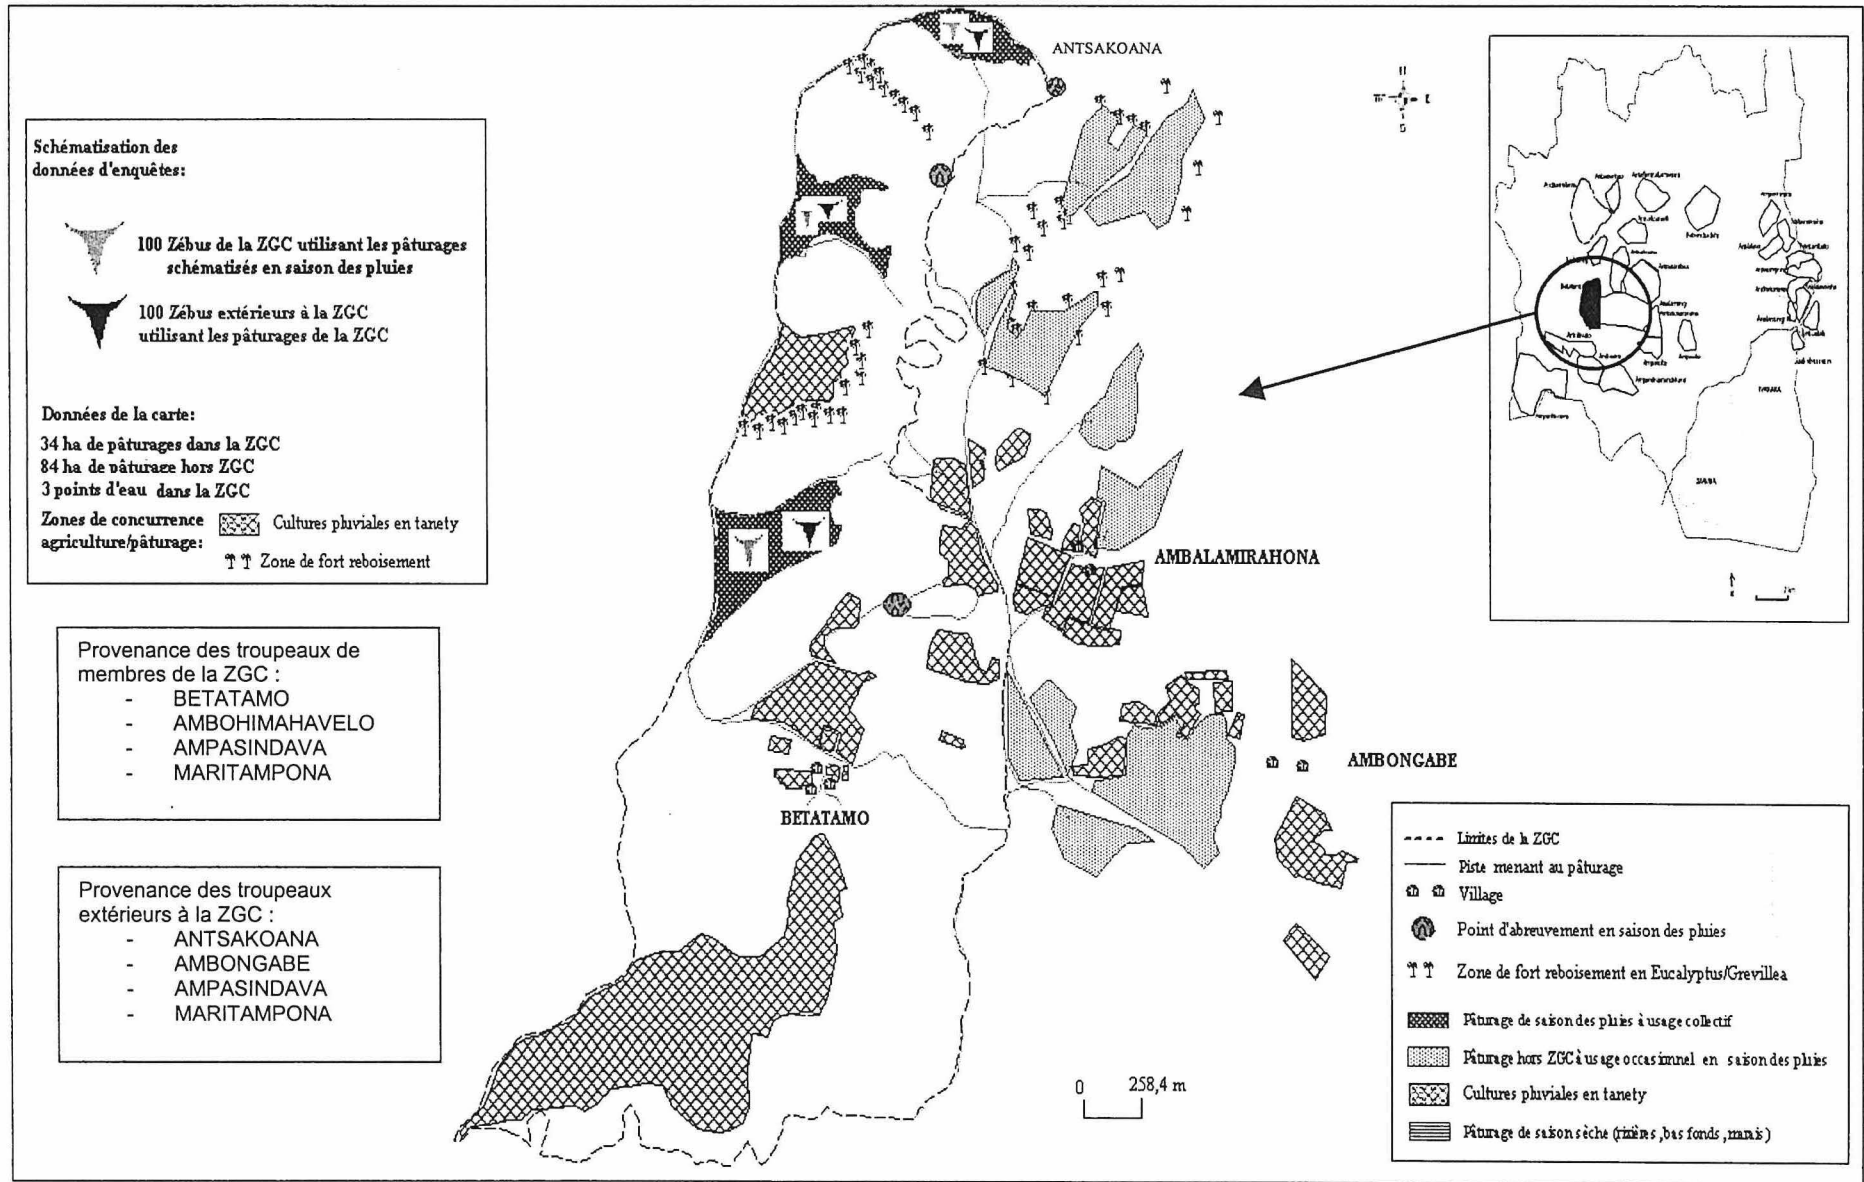 ANTSAKOANA
N
E
S
Schématisation des
données d'enquêtes:
100 Zébus de la ZGC utilisant les pâturages
schématisés en saison des pluies
100 Zébus extérieurs à la ZGC
utilisant les pâturages de la ZGC
Données de la carte:
34 ha de pâturages dans la ZGC
84 ha de pâturage hors ZGC
3 points d'eau dans la ZGC
Zones de concurrence
agriculture/pâturage:
Cultures pluviales en tanety
Zone de fort reboisement
Provenance des troupeaux de
membres de la ZGC :
- BETATAMO
- AMBOHIMAHAVELO
- AMPASINDAVA
- MARITAMPONA
Provenance des troupeaux
extérieurs à la ZGC :
- ANTSAKOANA
- AMBONGABE
- AMPASINDAVA
- MARITAMPONA
AMBALAMIRAHONA
AMBONGABE
BETATAMO
0 258,4 m
Limites de la ZGC
Piste menant au pâturage
Village
Point d'abreuvement en saison des pluies
Zone de fort reboisement en Eucalyptus/Grevillea
Pâturage de saison des pluies à usage collectif
Pâturage hors ZGC à usage occasionnel en saison des pluies
Cultures pluviales en tanety
Pâturage de saison sèche (rizières, bas fonds, marais)